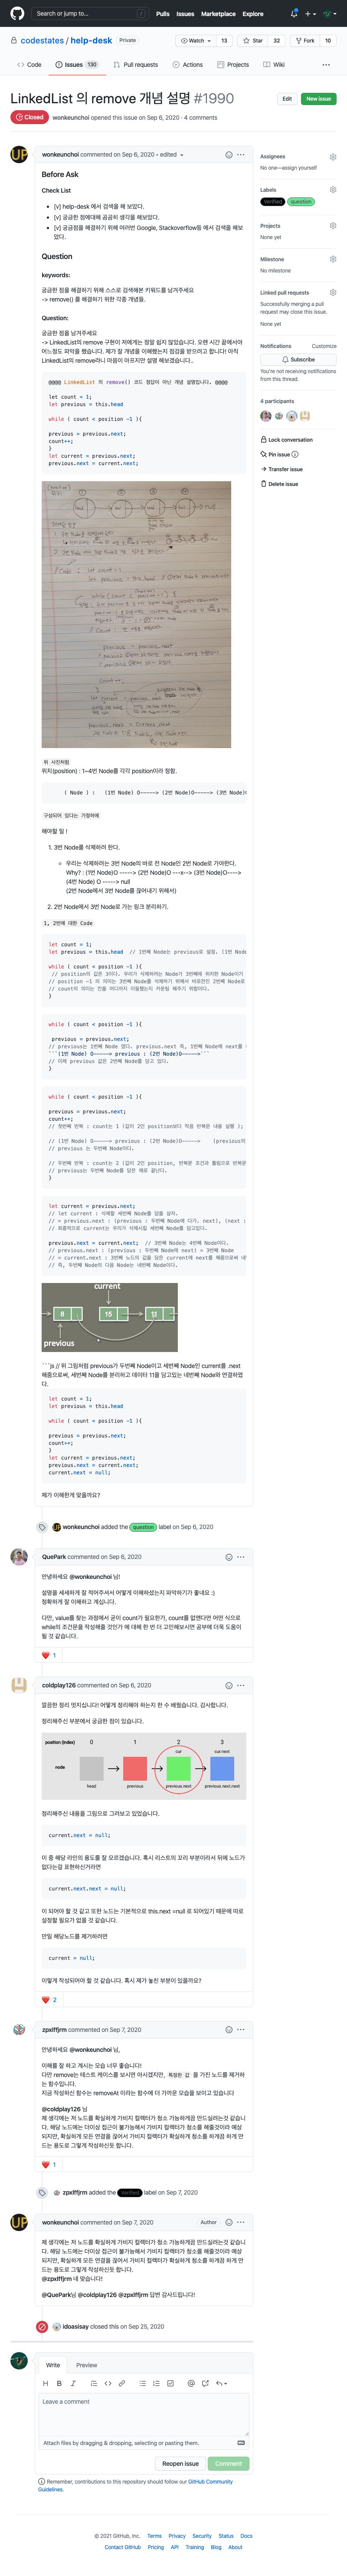 Search or jump to...
/
Pulls
Issues
Marketplace
Explore
codestates / help-desk
Private
Watch
13
Star
32
Fork
10
Code
Issues 130
Pull requests
Actions
Projects
Wiki
LinkedList 의 remove 개념 설명 #1990
Edit
New issue
Closed
wonkeunchoi opened this issue on Sep 6, 2020 · 4 comments
wonkeunchoi commented on Sep 6, 2020 • edited
Before Ask
Check List
[v] help-desk 에서 검색을 해 보았다.
[v] 궁금한 점에대해 곰곰히 생각을 해보았다.
[v] 궁금점을 해결하기 위해 여러번 Google, Stackoverflow등 에서 검색을 해보
았다.
Question
keywords:
궁금한 점을 해결하기 위해 스스로 검색해본 키워드를 남겨주세요
-> remove() 를 해결하기 위한 각종 개념들.
Question:
궁금한 점을 남겨주세요
-> LinkedList의 remove 구현이 저에게는 정말 쉽지 않았습니다. 오랜 시간 끝에서야
어느정도 파악을 했습니다. 제가 잘 개념을 이해했는지 점검을 받으려고 합니다! 아직
LinkedList의 remove라니 마음이 아프지만 설명 해보겠습니다..
@@@@ LinkedList 의 remove() 코드 정답이 아닌 개념 설명합니다. @@@@
let count = 1;
let previous = this.head
while ( count < position -1 ){
previous = previous.next;
count++;
}
let current = previous.next;
previous.next = current.next;
위 사진처럼
위치(position) : 1~4번 Node를 각각 position이라 정함.
( Node ) : (1번 Node) O-----> (2번 Node)O-----> (3번 Node)O
구성되어 있다는 가정하에
해야할 일 !
1. 3번 Node를 삭제하려 한다.
우리는 삭제하려는 3번 Node의 바로 전 Node인 2번 Node로 가야한다.
Why? : (1번 Node)O -----> (2번 Node)O ---x--> (3번 Node)O---->
(4번 Node) O -----> null
(2번 Node에서 3번 Node를 끊어내기 위해서)
2. 2번 Node에서 3번 Node로 가는 링크 분리하기.
1, 2번에 대한 Code
let count = 1;
let previous = this.head // 1번째 Node는 previous로 설정. (1번 Node
while ( count < position -1 ){
// position의 값은 3이다. 우리가 삭제하려는 Node가 3번째에 위치한 Node이기
// position -1 의 의미는 3번째 Node를 삭제하기 위해서 바로전인 2번째 Node로
// count의 의미는 칸을 어디까지 이동했는지 카운팅 해주기 위함이다.
}
while ( count < position -1 ){
previous = previous.next;
// previous는 1번째 Node 였다. previous.next 즉, 1번째 Node에 next를
```(1번 Node) O-----> previous : (2번 Node)O----->```
// 이제 previous 값은 2번째 Node를 담고 있다.
}
while ( count < position -1 ){
previous = previous.next;
count++;
// (1번 Node) O-----> previous : (2번 Node)O-----> (previous의
// previous 는 두번째 Node이다.
// previous는 두번째 Node를 담은 채로 끝난다.
}
let current = previous.next;
// let current : 삭제할 세번째 Node를 담을 상자.
// = previous.next : (previous : 두번째 Node에 다가. next), (next :
// 최종적으로 current는 우리가 삭제시킬 세번째 Node를 담고있다.
previous.next = current.next; // 3번째 Node는 4번째 Node이다.
// previous.next : (previous : 두번째 Node에 next) = 3번째 Node
// = current.next : 3번째 노드의 값을 담은 current에 next를 해줌으로써 네
// 즉, 두번째 Node의 다음 Node는 네번째 Node이다.
current
8
15
11
previous
```js // 위 그림처럼 previous가 두번째 Node이고 세번째 Node인 current를 .next
해줌으로써, 세번째 Node를 분리하고 데이터 11을 담고있는 네번째 Node와 연결하였
다.
let count = 1;
let previous = this.head
while ( count < position -1 ){
previous = previous.next;
count++;
}
let current = previous.next;
previous.next = current.next;
current.next = null;
제가 이해한게 맞을까요?
wonkeunchoi added the question label on Sep 6, 2020
QuePark commented on Sep 6, 2020
안녕하세요 @wonkeunchoi 님!
설명을 세세하게 잘 적어주셔서 어떻게 이해하셨는지 파악하기가 좋네요 :)
정확하게 잘 이해하고 계십니다.
다만, value를 찾는 과정에서 굳이 count가 필요한가, count를 없앤다면 어떤 식으로
while의 조건문을 작성해줄 것인가 에 대해 한 번 더 고민해보시면 공부에 더욱 도움이
될 것 같습니다.
1
coldplay126 commented on Sep 6, 2020
깔끔한 정리 멋지십니다! 어떻게 정리해야 하는지 한 수 배웠습니다. 감사합니다.
정리해주신 부분에서 궁금한 점이 있습니다.
position (index)
0
1
2
3
cur
cur.next
node
head
previous
previous.next
previous.next.next
정리해주신 내용을 그림으로 그려보고 있었습니다.
current.next = null;
이 중 해당 라인의 용도를 잘 모르겠습니다. 혹시 리스트의 꼬리 부분이라서 뒤에 노드가
없다는걸 표현하신거라면
current.next.next = null;
이 되어야 할 것 같고 또한 노드는 기본적으로 this.next =null 로 되어있기 때문에 따로
설정할 필요가 없을 것 같습니다.
만일 해당노드를 제거하려면
current = null;
이렇게 작성되어야 할 것 같습니다. 혹시 제가 놓친 부분이 있을까요?
2
zpxlffjrm commented on Sep 7, 2020
안녕하세요 @wonkeunchoi 님,
이해를 잘 하고 계시는 모습 너무 좋습니다!
다만 remove는 테스트 케이스를 보시면 아시겠지만, 특정한 값 을 가진 노드를 제거하
는 함수입니다.
지금 작성하신 함수는 removeAt 이라는 함수에 더 가까운 모습을 보이고 있습니다
@coldplay126 님
제 생각에는 저 노드를 확실하게 가비지 컬렉터가 청소 가능하게끔 만드실려는것 같습니
다. 해당 노드에는 더이상 접근이 불가능해서 가비지 컬렉터가 청소를 해줄것이라 예상
되지만, 확실하게 모든 연결을 끊어서 가비지 컬렉터가 확실하게 청소를 하게끔 하게 만
드는 용도로 그렇게 작성하신듯 합니다.
1
zpxlffjrm added the Verified label on Sep 7, 2020
wonkeunchoi commented on Sep 7, 2020
Author
제 생각에는 저 노드를 확실하게 가비지 컬렉터가 청소 가능하게끔 만드실려는것 같습니
다. 해당 노드에는 더이상 접근이 불가능해서 가비지 컬렉터가 청소를 해줄것이라 예상
되지만, 확실하게 모든 연결을 끊어서 가비지 컬렉터가 확실하게 청소를 하게끔 하게 만
드는 용도로 그렇게 작성하신듯 합니다.
@zpxlffjrm 네 맞습니다!
@QuePark님 @coldplay126 @zpxlffjrm 답변 감사드립니다!
idoasisay closed this on Sep 25, 2020
Write
Preview
Leave a comment
Attach files by dragging & dropping, selecting or pasting them.
Reopen issue
Comment
Remember, contributions to this repository should follow our GitHub Community
Guidelines.
Assignees
No one—assign yourself
Labels
Verified
question
Projects
None yet
Milestone
No milestone
Linked pull requests
Successfully merging a pull
request may close this issue.
None yet
Notifications
Customize
Subscribe
You're not receiving notifications
from this thread.
4 participants
Lock conversation
Pin issue
Transfer issue
Delete issue
© 2021 GitHub, Inc.
Terms
Privacy
Security
Status
Docs
Contact GitHub
Pricing
API
Training
Blog
About